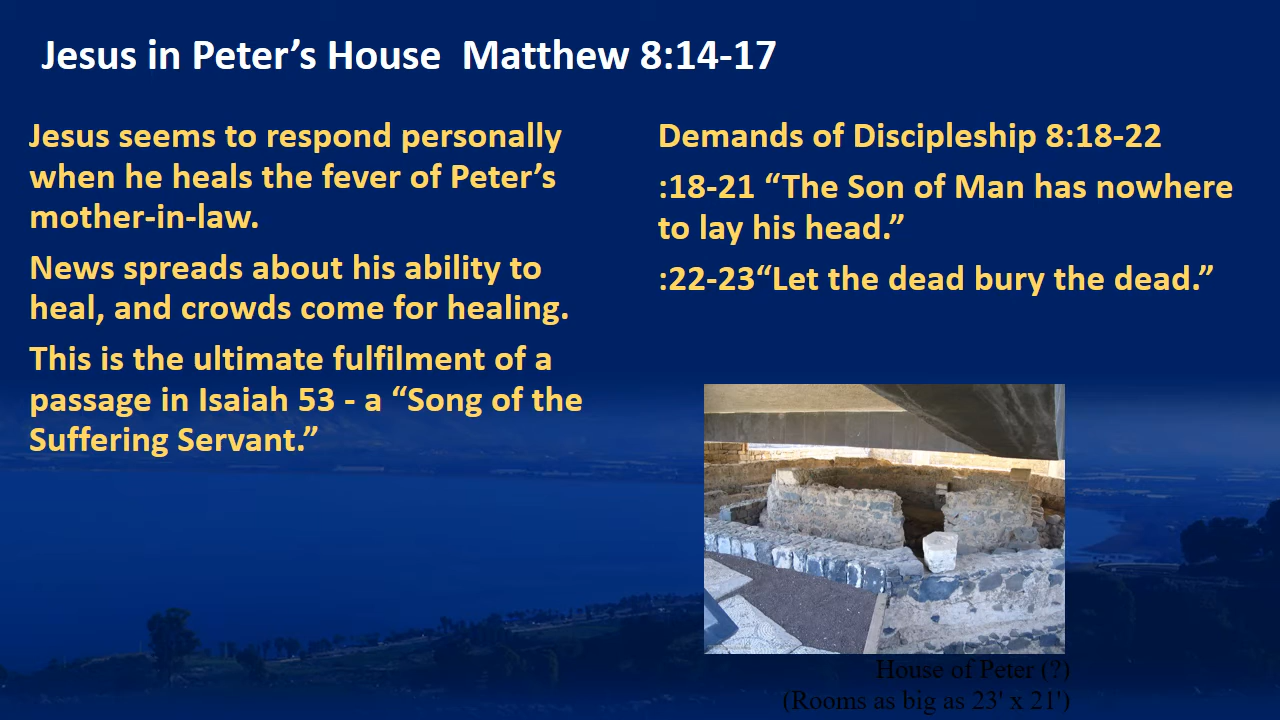 Jesus in Peter’s House  Matthew 8:14-17
Jesus seems to respond personally
when he heals the fever of Peter’s
mother-in-law.
News spreads about his ability to
heal, and crowds come for healing.
This is the ultimate fulfilment of a
passage in Isaiah 53 - a “Song of the
Suffering Servant.”
Demands of Discipleship 8:18-22
:18-21 “The Son of Man has nowhere
to lay his head.”
:22-23“Let the dead bury the dead.”
House of Peter (?)
(Rooms as big as 23' x 21')